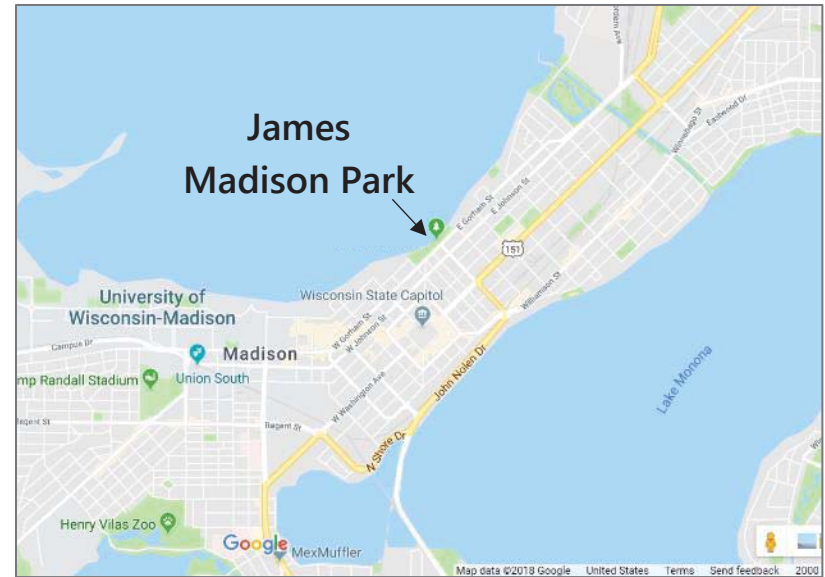 James
Madison Park
E Gorham St
E Johnson St
Winnebago St
Eastwood Dr
151
University of
Wisconsin-Madison
Wisconsin State Capitol
Williamson St
W Gorham St
W Johnson St
Campus Dr
Madison
mp Randall Stadium
Union South
John Nolen Dr
Lake Monona
W Washington Ave
Regent St
Regent St
N Shore Dr
Henry Vilas Zoo
Google
MexMuffler
Map data ©2018 Google United States Terms Send feedback 2000